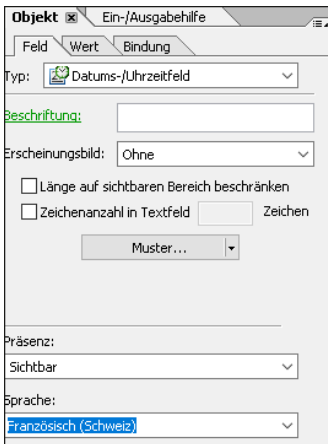 Objekt Ein-/Ausgabehilfe
Feld Wert Bindung
Typ: Datums-/Uhrzeitfeld
Beschriftung:
Erscheinungsbild: Ohne
Länge auf sichtbaren Bereich beschränken
Zeichenanzahl in Textfeld Zeichen
Muster...
Präsenz:
Sichtbar
Sprache:
Französisch (Schweiz)